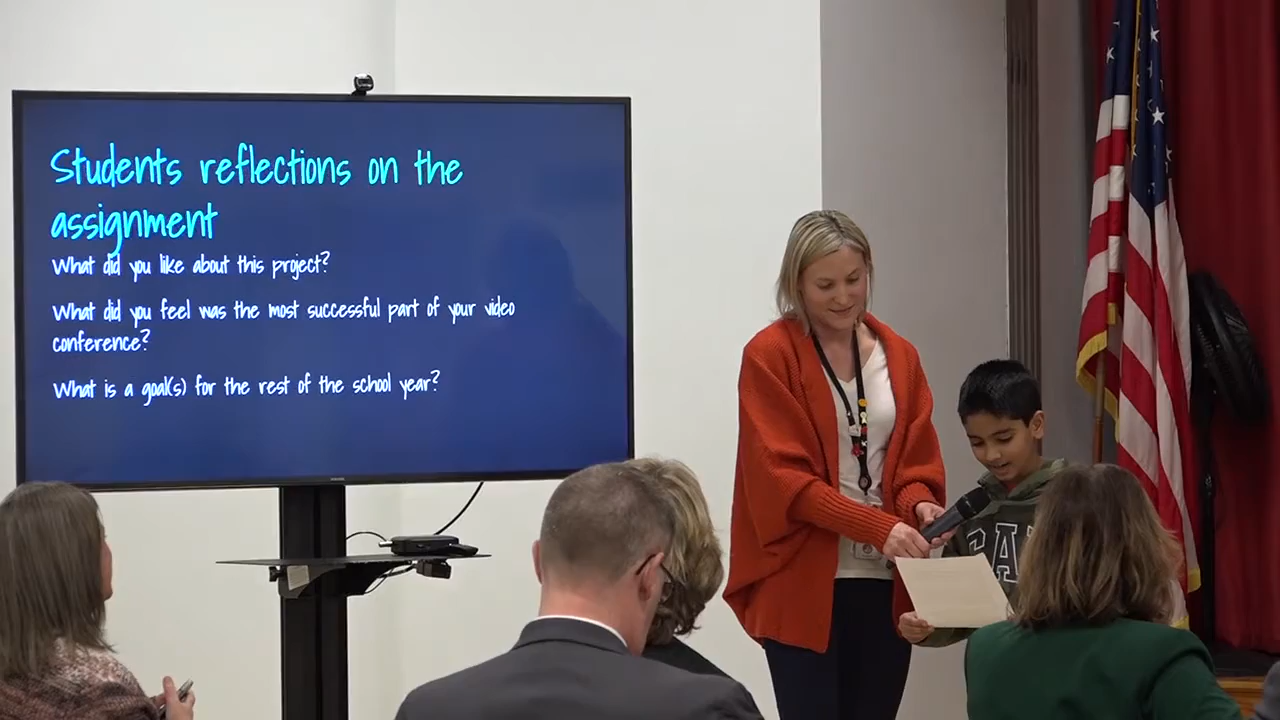 Students reflections on the
assignment
What did you like about this project?
What did you feel was the most successful part of your video
conference?
What is a goal(s) for the rest of the school year?